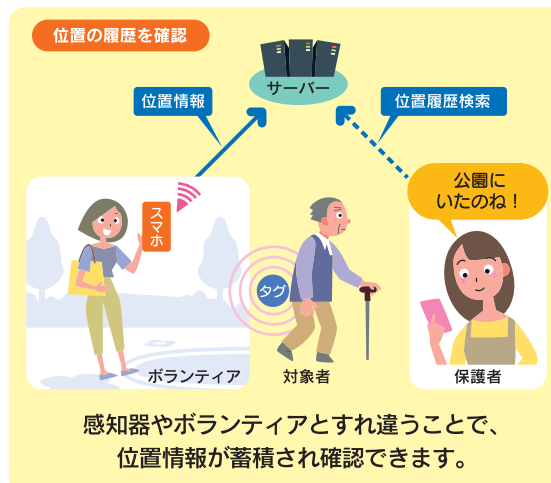 位置の履歴を確認
サーバー
位置情報
位置履歴検索
公園に
いたのね！
スマホ
タグ
ボランティア
対象者
保護者
感知器やボランティアとすれ違うことで、
位置情報が蓄積され確認できます。